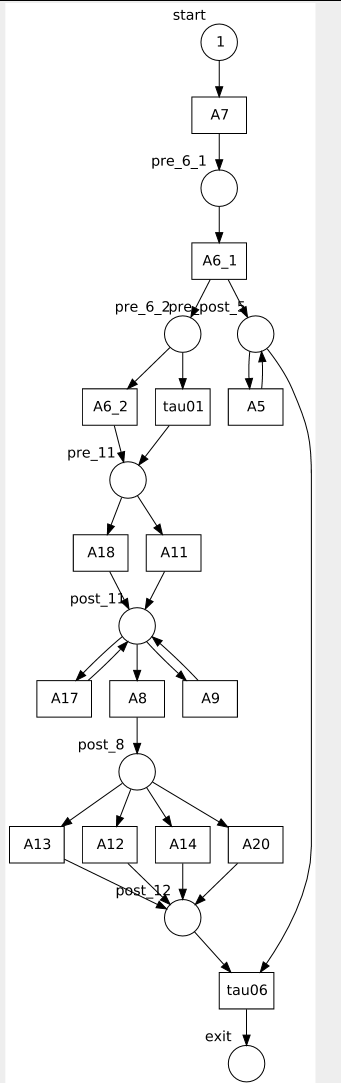 start
1
A7
pre_6_1
A6_1
pre_6_2 pre_post_5
A6_2 tau01 A5
pre_11
A18 A11
post_11
A17 A8 A9
post_8
A13 A12 A14 A20
post_12
tau06
exit